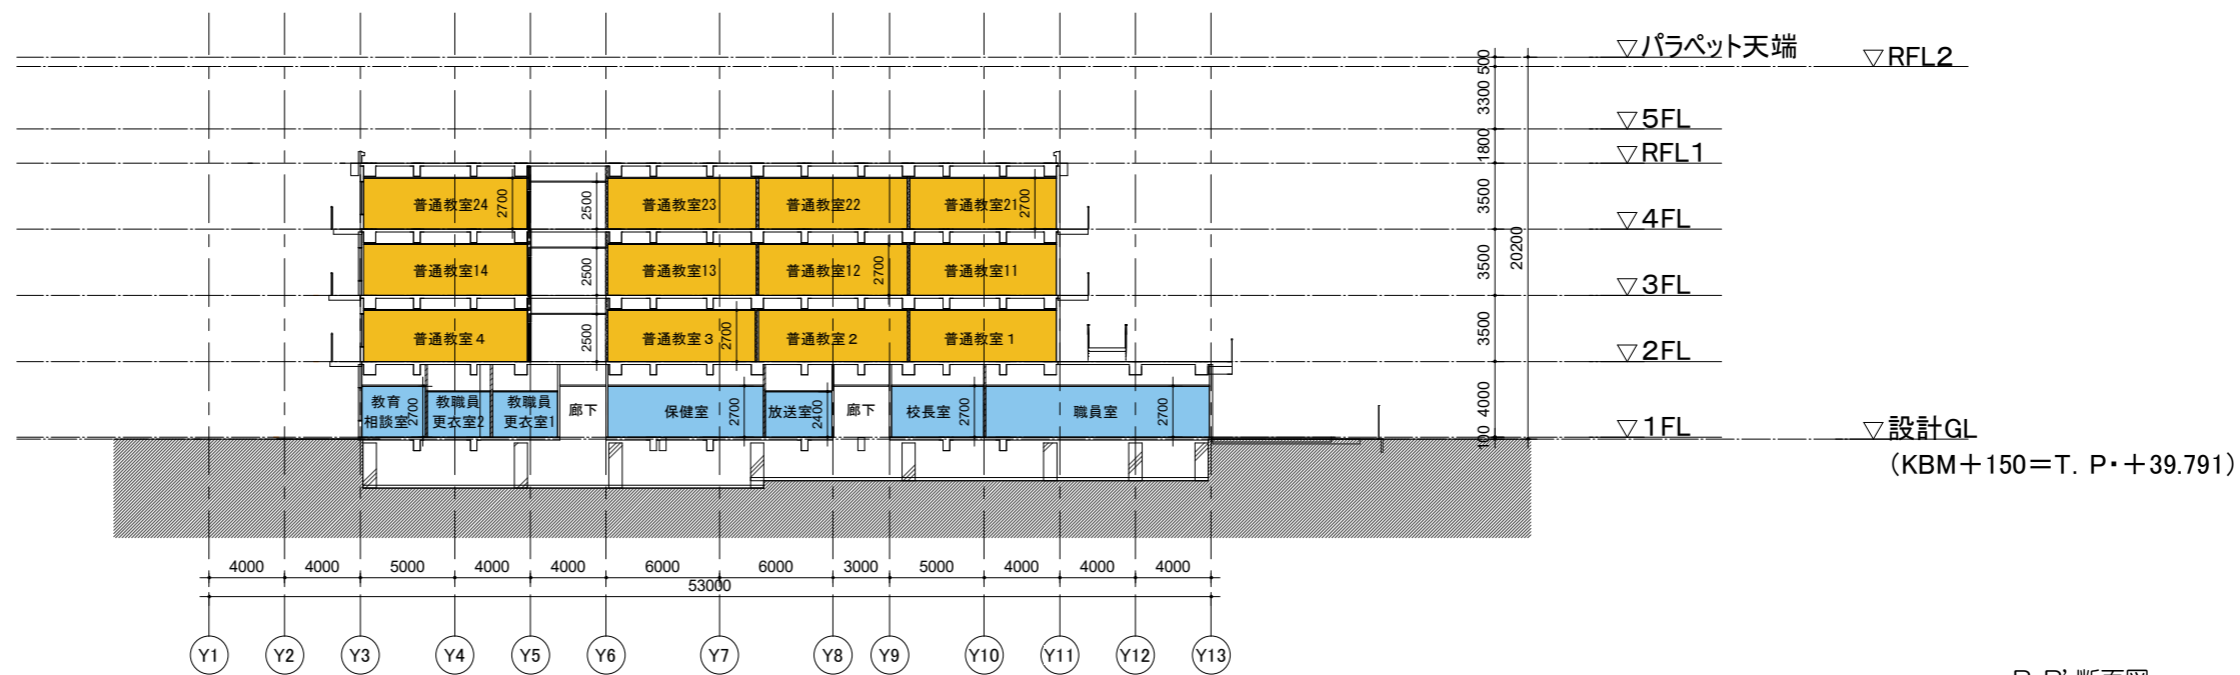 ▽パラペット天端
▽RFL2
500
3300
▽5FL
1800
▽RFL1
普通教室24
2700
2500
普通教室23
普通教室22
普通教室21
2700
3500
▽4FL
20200
普通教室14
2500
普通教室13
普通教室12
2700
普通教室11
3500
▽3FL
普通教室4
2500
普通教室3
2700
普通教室2
普通教室1
3500
▽2FL
教育
相談室
2700
教職員
更衣室2
教職員
更衣室1
廊下
保健室
2700
放送室
2400
廊下
校長室
2700
職員室
2700
4000
▽1FL
100
▽設計GL
(KBM+150=T. P・+39.791)
4000 4000 5000 4000 4000 6000 6000 3000 5000 4000 4000 4000
53000
Y1 Y2 Y3 Y4 Y5 Y6 Y7 Y8 Y9 Y10 Y11 Y12 Y13